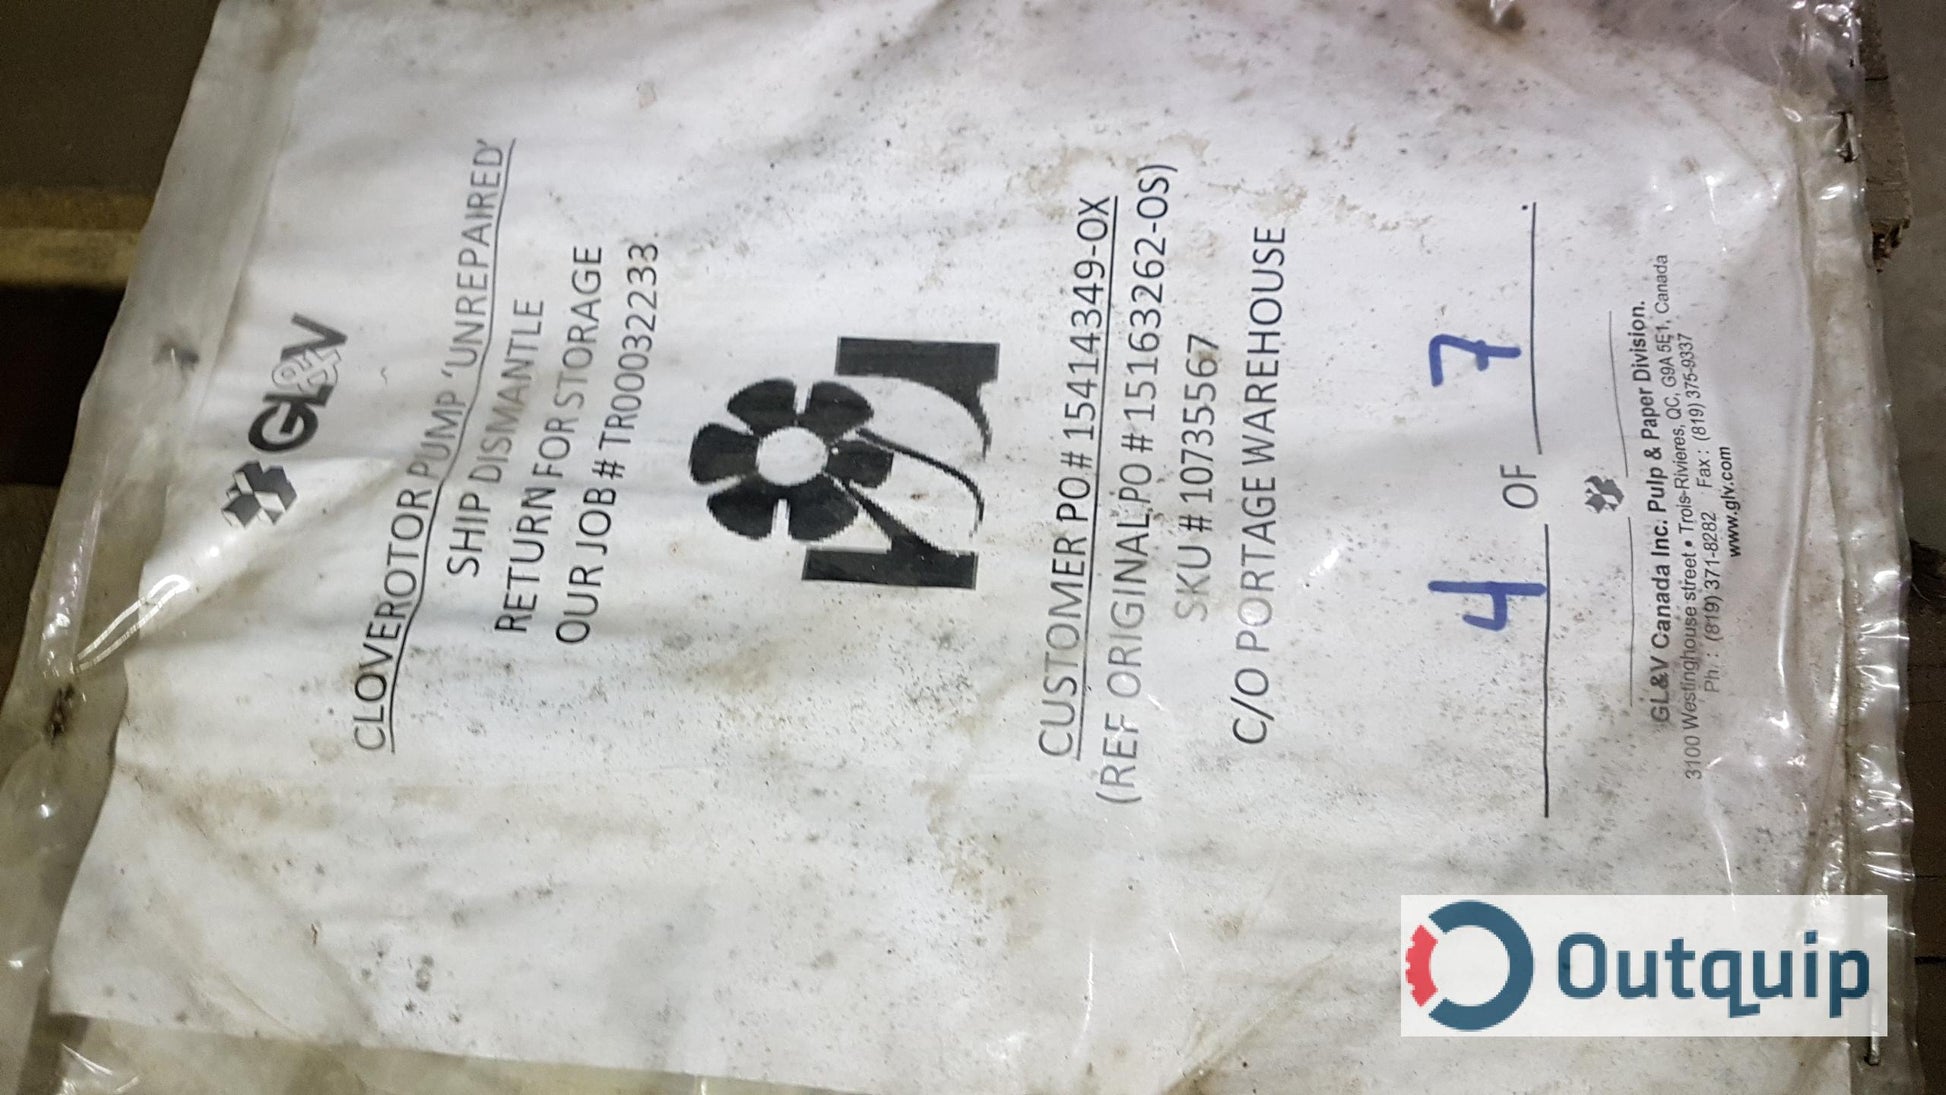 GL&V
CLOVEROTOR PUMP 'UNREPAIRED'
SHIP DISMANTLE
RETURN FOR STORAGE
OUR JOB # TR00032233
CUSTOMER PO # 15414349-OX
(REF ORIGINAL PO # 15163262-OS)
SKU # 10735567
C/O PORTAGE WAREHOUSE
4 OF 7
GL&V Canada Inc. Pulp & Paper Division.
3100 Westinghouse street • Trois-Rivieres, QC, G9A 5E1, Canada
Ph. : (819) 371-8282 Fax : (819) 375-9337
www.glv.com
Outquip